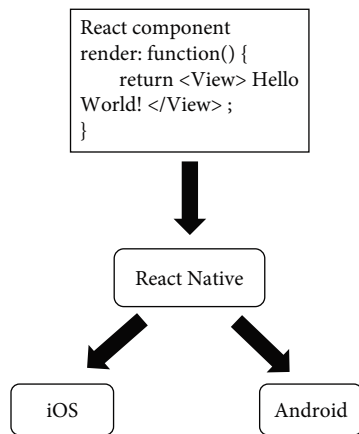 React component
render: function() {
return <View> Hello
World! </View> ;
}
React Native
iOS
Android